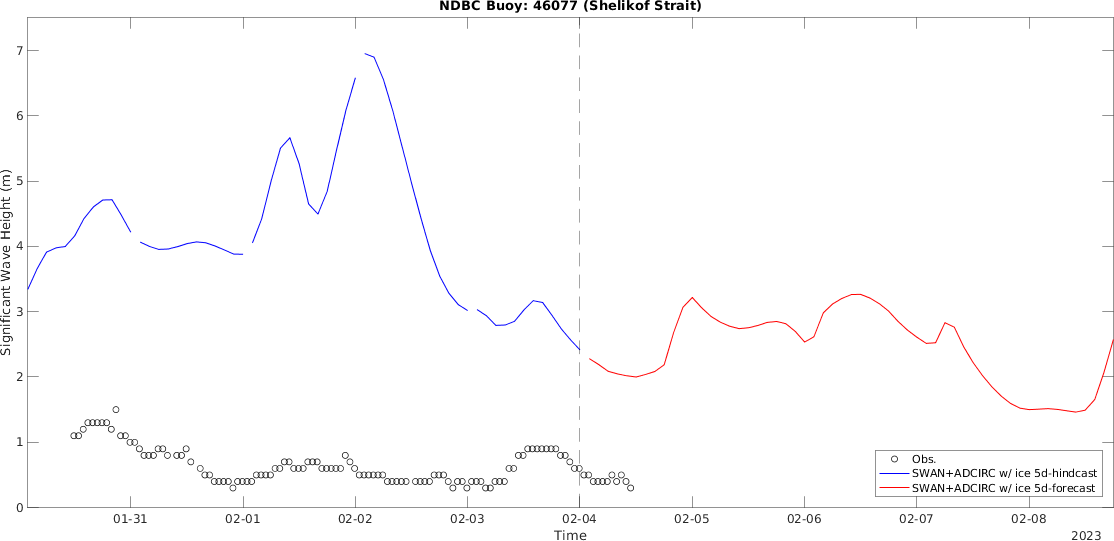 NDBC Buoy: 46077 (Shelikof Strait)
Significant Wave Height (m)
7
6
5
4
3
2
1
0
Obs.
SWAN+ADCIRC w/ ice 5d-hindcast
SWAN+ADCIRC w/ ice 5d-forecast
01-31 02-01 02-02 02-03 02-04 02-05 02-06 02-07 02-08
Time
2023